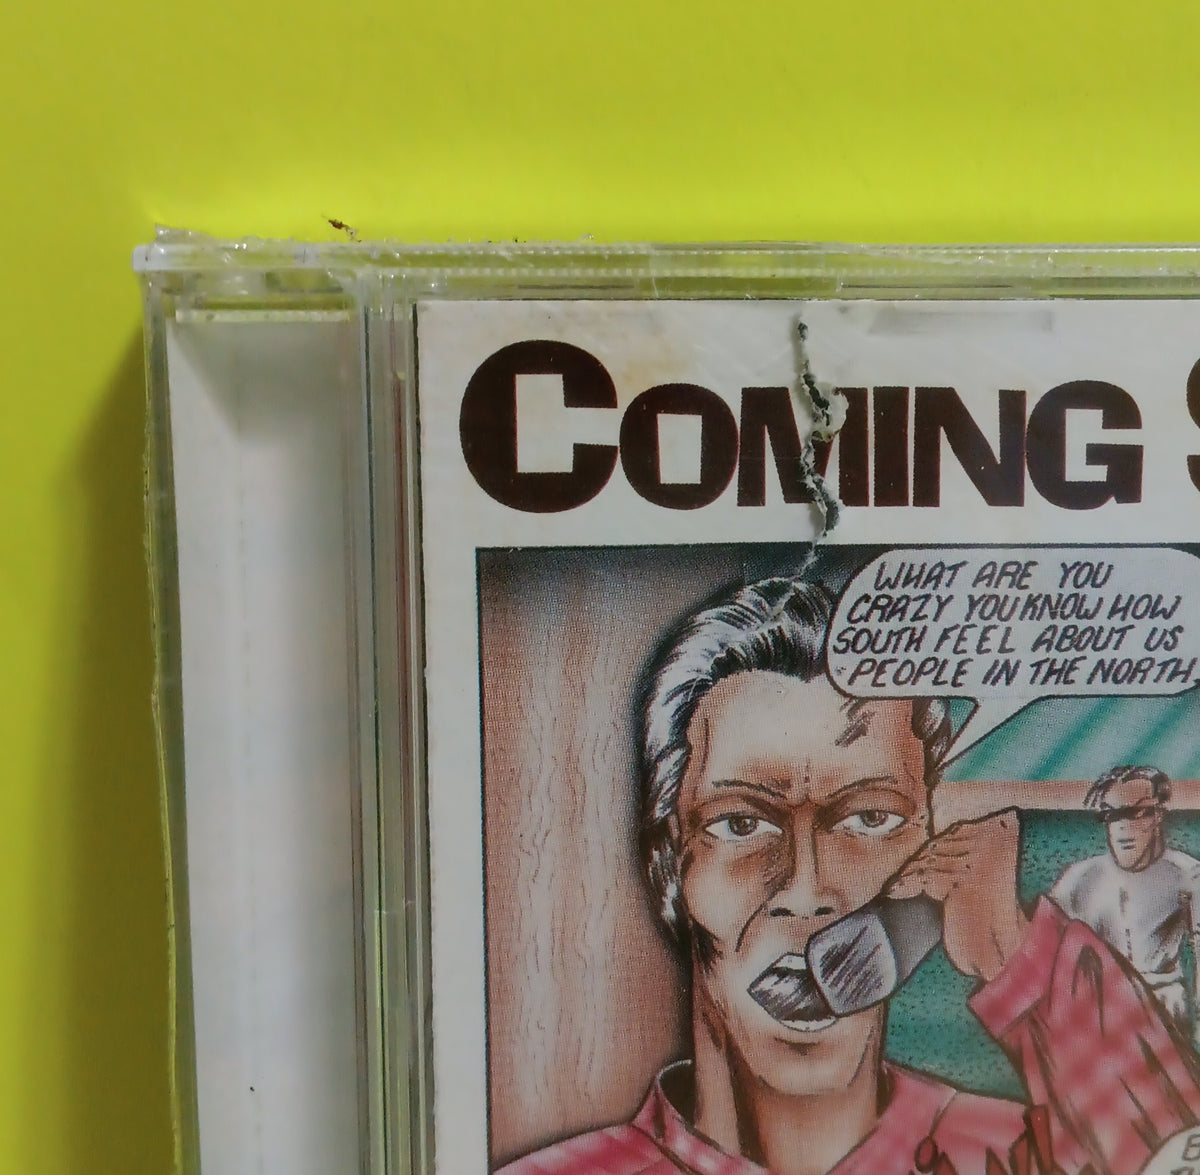 COMING S
WHAT ARE YOU
CRAZY YOU KNOW HOW
SOUTH FEEL ABOUT US
PEOPLE IN THE NORTH.